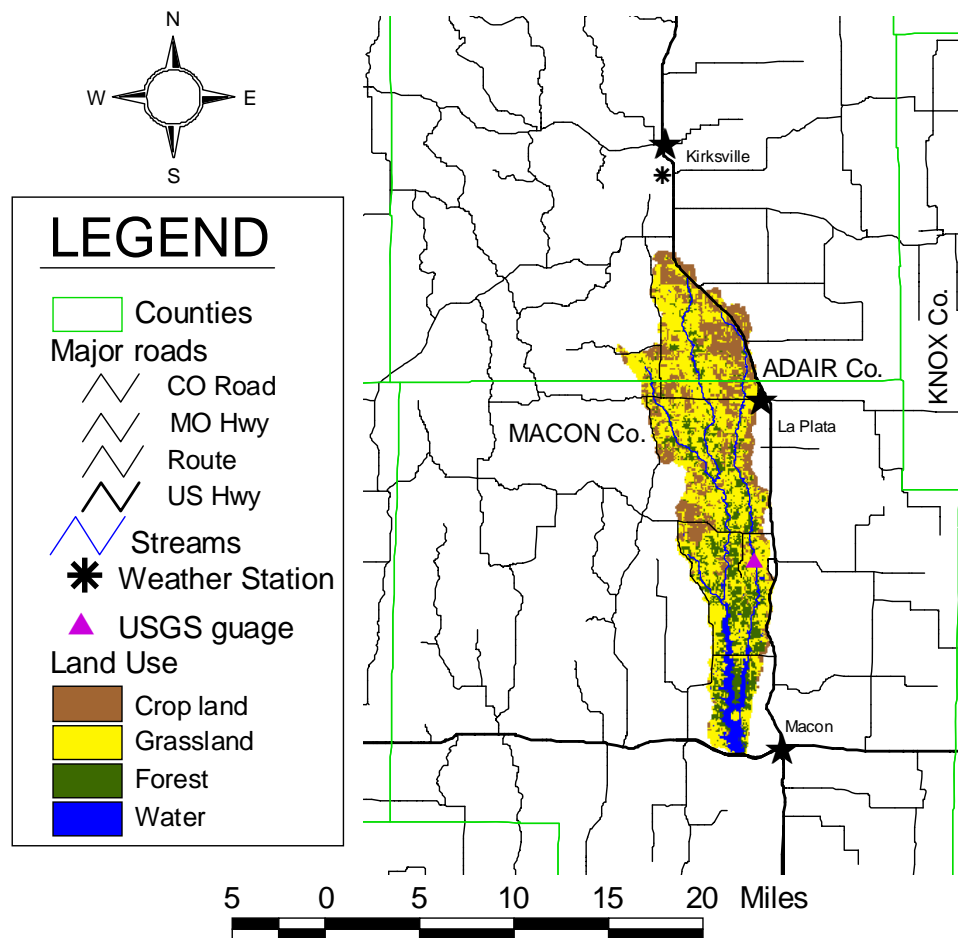 N
W E
S
LEGEND
Counties
Major roads
CO Road
MO Hwy
Route
US Hwy
Streams
Weather Station
USGS guage
Land Use
Crop land
Grassland
Forest
Water
Kirksville
KNOX Co.
ADAIR Co.
La Plata
MACON Co.
Macon
5 0 5 10 15 20 Miles